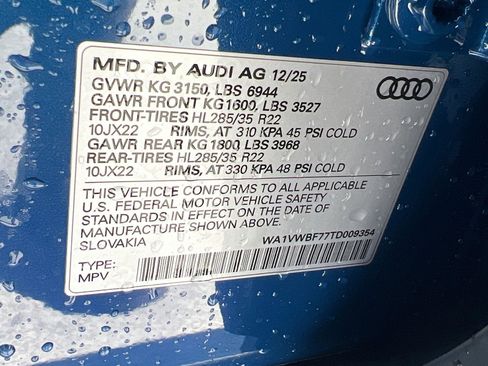 MFD. BY AUDI AG 12/25
GVWR KG 3150, LBS 6944
GAWR FRONT KG1600, LBS 3527
FRONT-TIRES HL285/35 R22
10JX22 RIMS, AT 310 KPA 45 PSI COLD
GAWR REAR KG 1800 LBS 3968
REAR-TIRES HL285/35 R22
10JX22 RIMS, AT 330 KPA 48 PSI COLD
THIS VEHICLE CONFORMS TO ALL APPLICABLE
U.S. FEDERAL MOTOR VEHICLE SAFETY
STANDARDS IN EFFECT ON THE DATE OF
MANUFACTURE SHOWN ABOVE.
SLOVAKIA WA1VWBF77TD009354
TYPE:
MPV